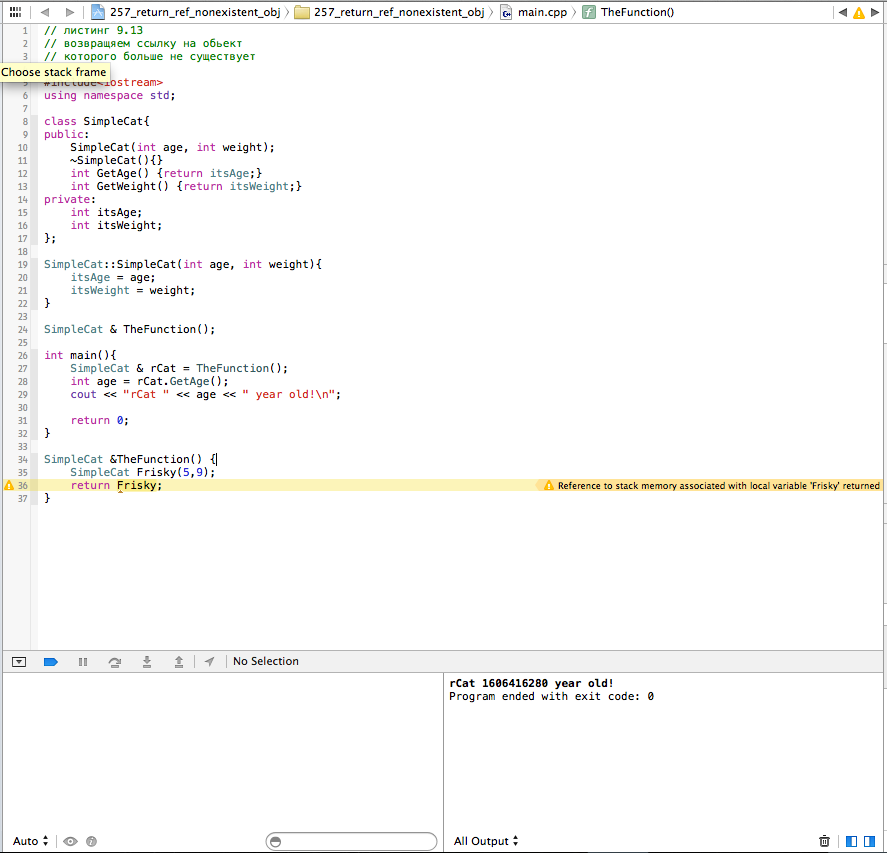 257_return_ref_nonexistent_obj 257_return_ref_nonexistent_obj main.cpp TheFunction()
1 // листинг 9.13
2 // возвращяем ссылку на обьект
3 // которого больше не существует
Choose stack frame
5 #include<iostream>
6 using namespace std;
7
8 class SimpleCat{
9 public:
10 SimpleCat(int age, int weight);
11 ~SimpleCat(){}
12 int GetAge() {return itsAge;}
13 int GetWeight() {return itsWeight;}
14 private:
15 int itsAge;
16 int itsWeight;
17 };
18
19 SimpleCat::SimpleCat(int age, int weight){
20 itsAge = age;
21 itsWeight = weight;
22 }
23
24 SimpleCat & TheFunction();
25
26 int main(){
27 SimpleCat & rCat = TheFunction();
28 int age = rCat.GetAge();
29 cout << "rCat " << age << " year old!\n";
30
31 return 0;
32 }
33
34 SimpleCat &TheFunction() {
35 SimpleCat Frisky(5,9);
36 return Frisky; Reference to stack memory associated with local variable 'Frisky' returned
37 }
No Selection
rCat 1606416280 year old!
Program ended with exit code: 0
Auto All Output